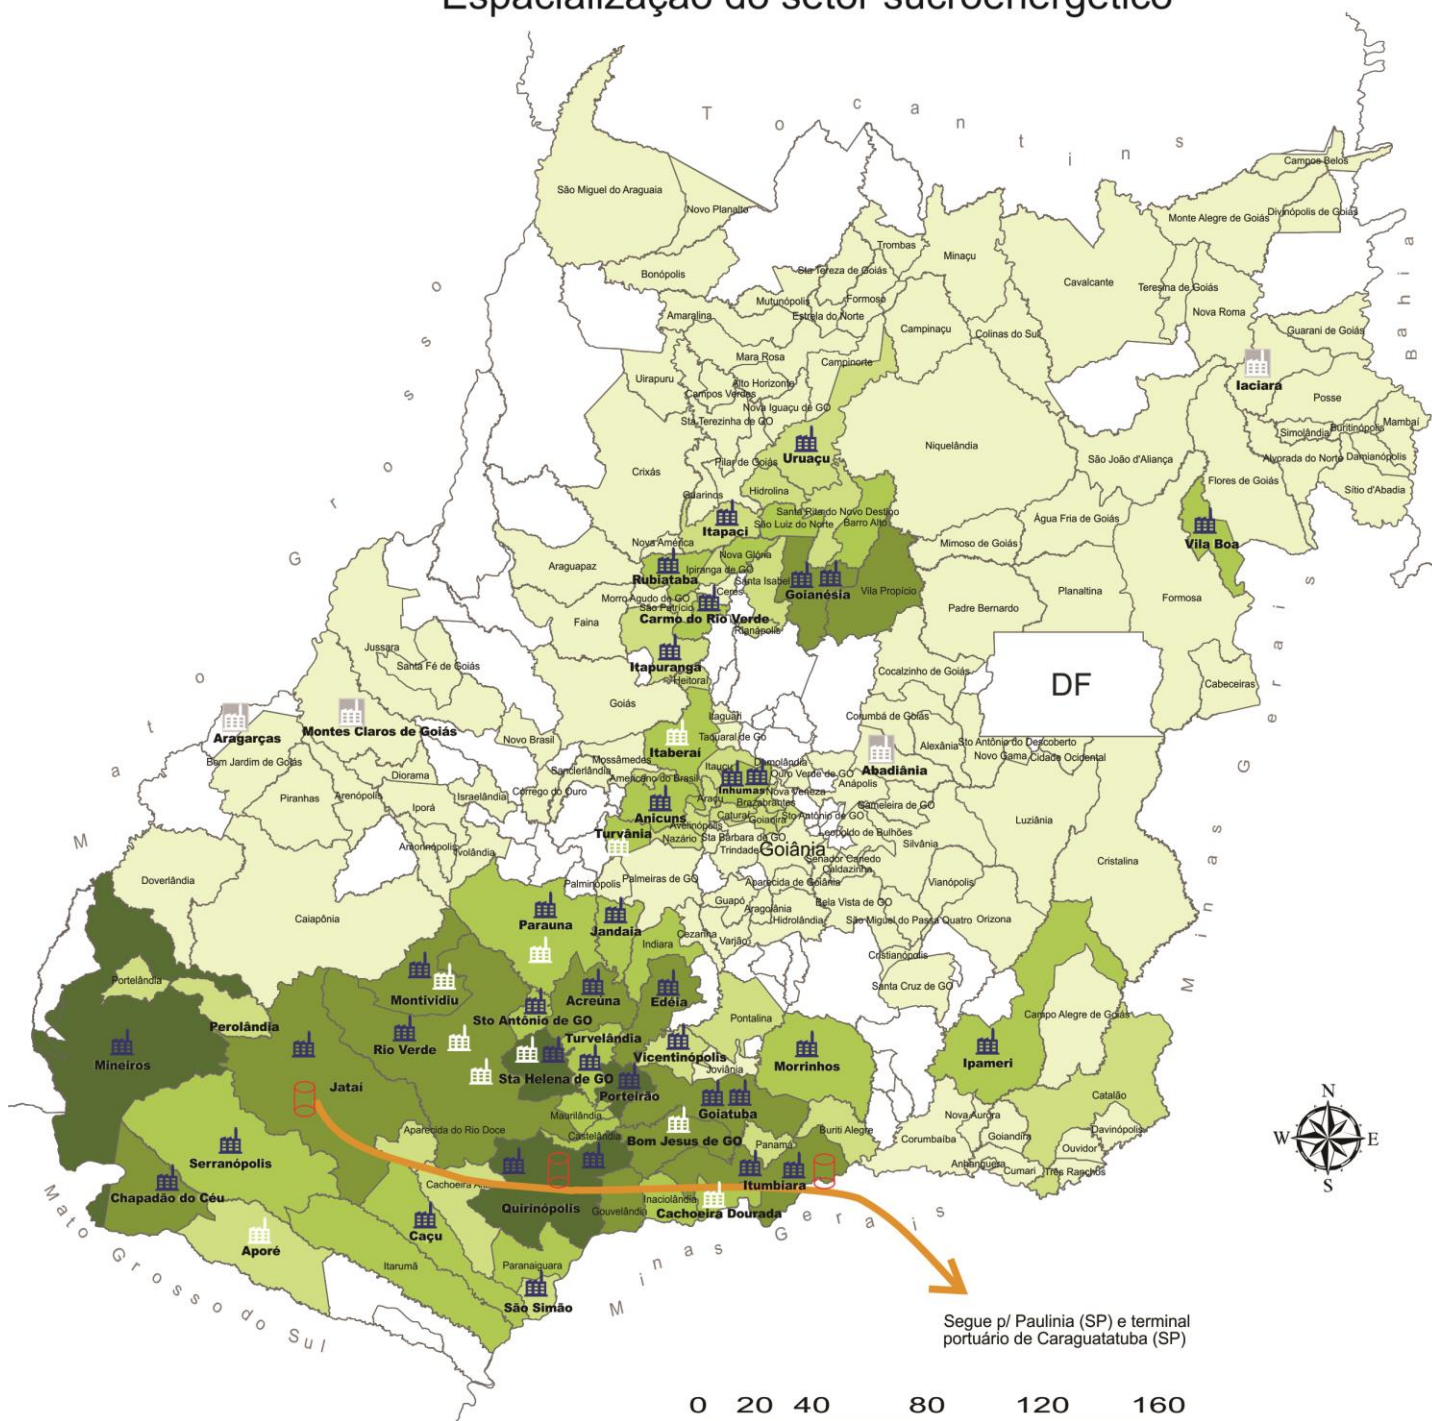 Espacialização do setor sucroenergético
Tocantins
São Miguel do Araguaia
Novo Planalto
Campos Belos
Monte Alegre de Goiás
Divinópolis de Goiás
Trombas
Minaçu
Bonópolis
Sta Tereza de Goiás
Cavalcante
Teresina de Goiás
Bahia
Mutunópolis
Formoso
Nova Roma
Amaralina
Estrela do Norte
Campinaçu
Colinas do Sul
Guarani de Goiás
Mara Rosa
Campinorte
Iaciara
Uirapuru
Alto Horizonte
Campos Verdes
Posse
Nova Iguaçu de GO
Sta Terezinha de GO
Mambaí
Buritinópolis
Simolândia
Niquelândia
Uruaçu
São João d'Aliança
Alvorada do Norte
Damianópolis
Pilar de Goiás
Crixás
Flores de Goiás
Hidrolina
Sítio d'Abadia
Guarinos
Santa Rita do Novo Destino
Água Fria de Goiás
São Luiz do Norte
Barro Alto
Itapaci
Mimoso de Goiás
Vila Boa
Nova América
Nova Glória
Araguapaz
Ipiranga de GO
Rubiataba
Santa Isabel
Goianésia
Vila Propício
Planaltina
Formosa
Ceres
Morro Agudo de GO
São Patrício
Padre Bernardo
Carmo do Rio Verde
Faina
Rianápolis
Jussara
Santa Fé de Goiás
Itapuranga
Heitoraí
Cocalzinho de Goiás
DF
Cabeceiras
Goiás
Itaguari
Corumbá de Goiás
Mato Grosso
Aragarças
Montes Claros de Goiás
Novo Brasil
Taquaral de Go
Itaberaí
Alexânia
Sto Antônio do Descoberto
Novo Gama
Cidade Ocidental
Bom Jardim de Goiás
Mossâmedes
Sanclerlândia
Itauçu
Damolândia
Ouro Verde de GO
Abadiânia
Diorama
Americano do Brasil
Anápolis
Piranhas
Arenópolis
Israelândia
Córrego do Ouro
Inhumas
Nova Veneza
Iporá
Araçu
Brazabrantes
Gameleira de GO
Anicuns
Caturaí
Goianira
Sto Antônio de GO
Luziânia
Avelinópolis
Turvânia
Nazário
Sta Bárbara de GO
Leopoldo de Bulhões
Silvânia
Amorinópolis
Ivolândia
Trindade
Goiânia
Senador Canedo
Caldazinha
Cristalina
Doverlândia
Palminópolis
Palmeiras de GO
Aparecida de Goiânia
Vianópolis
Guapó
Aragoiânia
Bela Vista de GO
Caiapônia
Parauna
Jandaia
Hidrolândia
São Miguel do Passa Quatro
Orizona
Cezarina
Varjão
Indiara
Cristianópolis
Portelândia
Santa Cruz de GO
Montividiu
Acreúna
Edéia
Campo Alegre de Goiás
Perolândia
Sto Antônio de GO
Pontalina
Rio Verde
Turvelândia
Vicentinópolis
Mineiros
Joviânia
Morrinhos
Ipameri
Sta Helena de GO
Jataí
Porteirão
Goiatuba
Catalão
Maurilândia
Nova Aurora
Aparecida do Rio Doce
Castelândia
Bom Jesus de GO
Panamá
Buriti Alegre
Corumbaíba
Goiandira
Davinópolis
Ouvidor
Serranópolis
Anhanguera
Cumari
Três Ranchos
Chapadão do Céu
Cachoeira Al
Itumbiara
Quirinópolis
Inaciolândia
Gouvelândia
Cachoeira Dourada
Caçu
Aporé
Itarumã
Paranaiguara
São Simão
Mato Grosso do Sul
Minas Gerais
Minas Gerais
N
W
E
S
Segue p/ Paulinia (SP) e terminal
portuário de Caraguatatuba (SP)
0 20 40 80 120 160